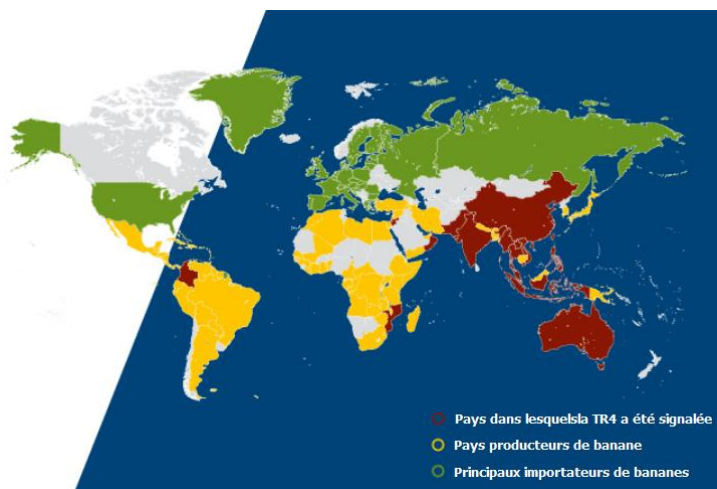 Pays dans lesquelsla TR4 a été signalée
Pays producteurs de banane
Principaux importateurs de bananes